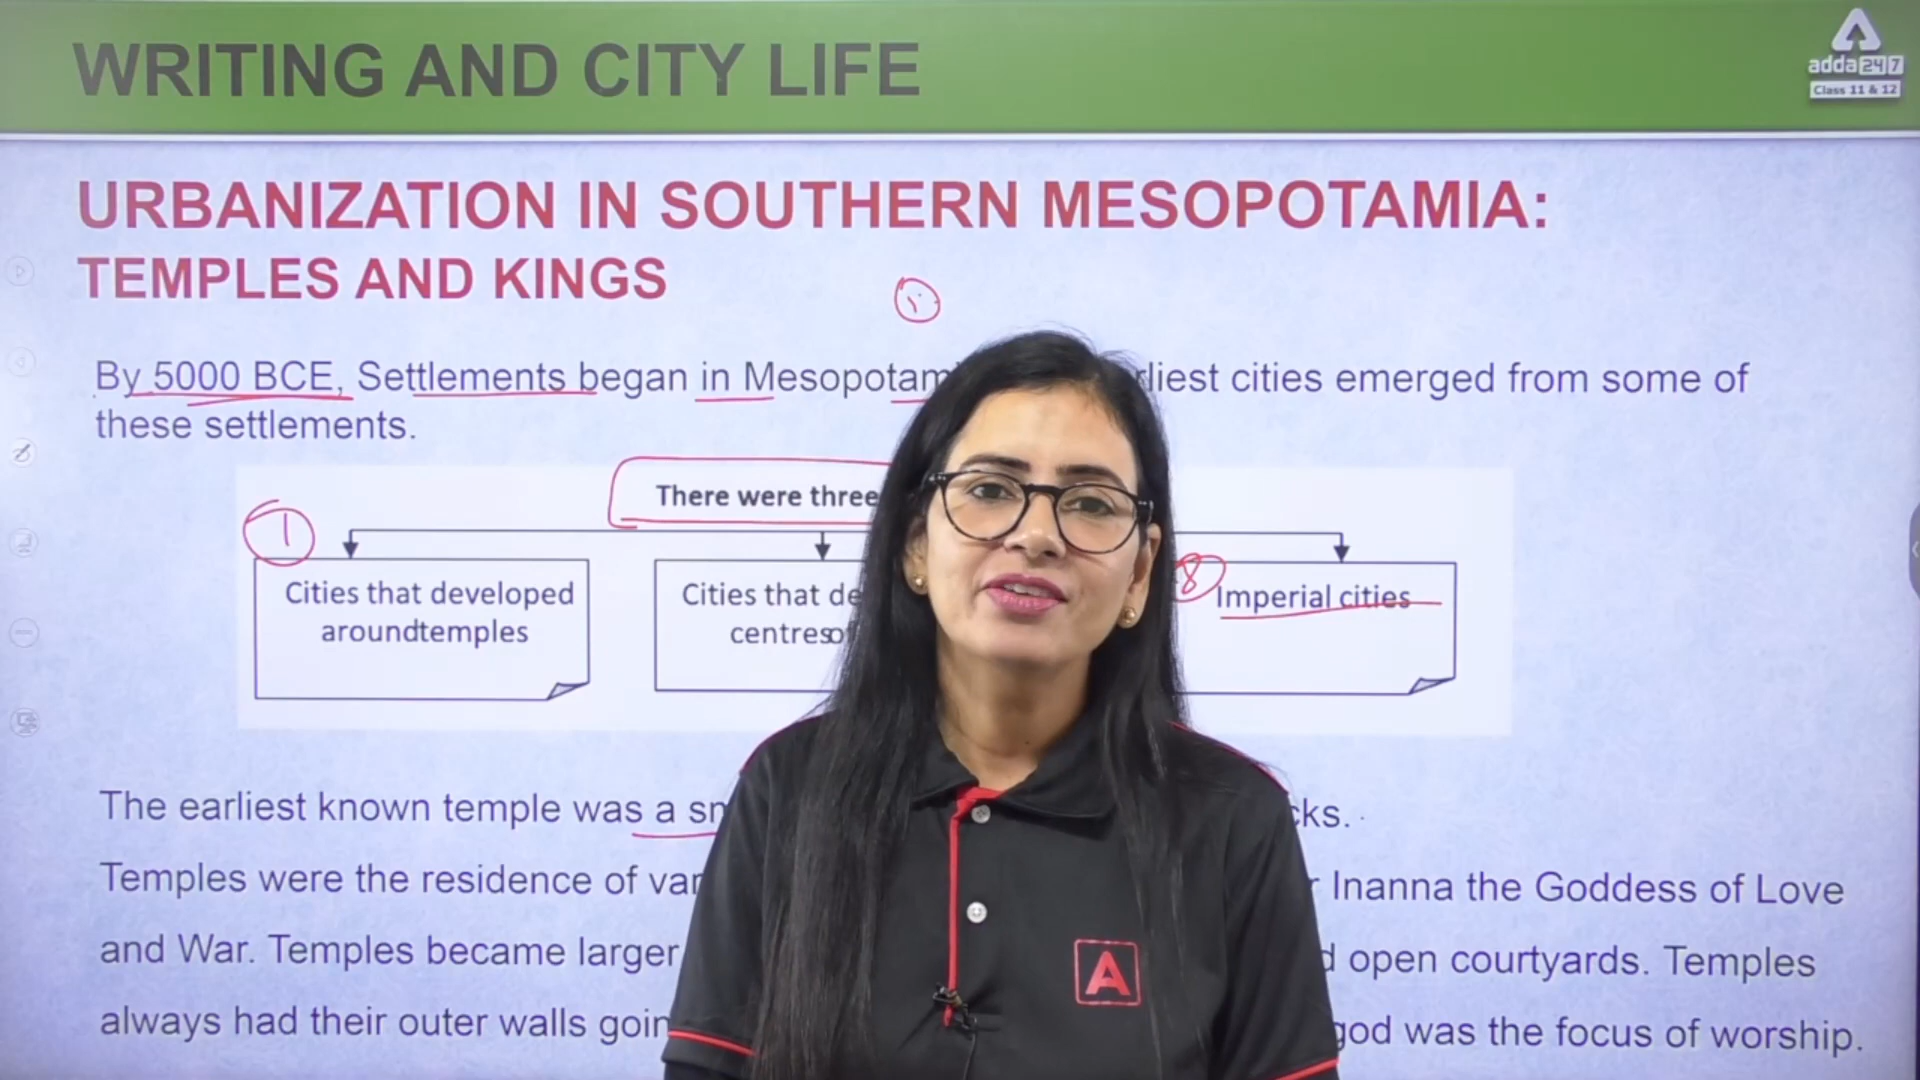 WRITING AND CITY LIFE
adda247
Class 11 & 12
URBANIZATION IN SOUTHERN MESOPOTAMIA:
TEMPLES AND KINGS
By 5000 BCE, Settlements began in Mesopotam rliest cities emerged from some of
these settlements.
There were three
1
8
Cities that developed
aroundtemples
Cities that de
centresof
Imperial cities
The earliest known temple was a sm cks.
Temples were the residence of var r Inanna the Goddess of Love
and War. Temples became larger d open courtyards. Temples
always had their outer walls goin god was the focus of worship.
A